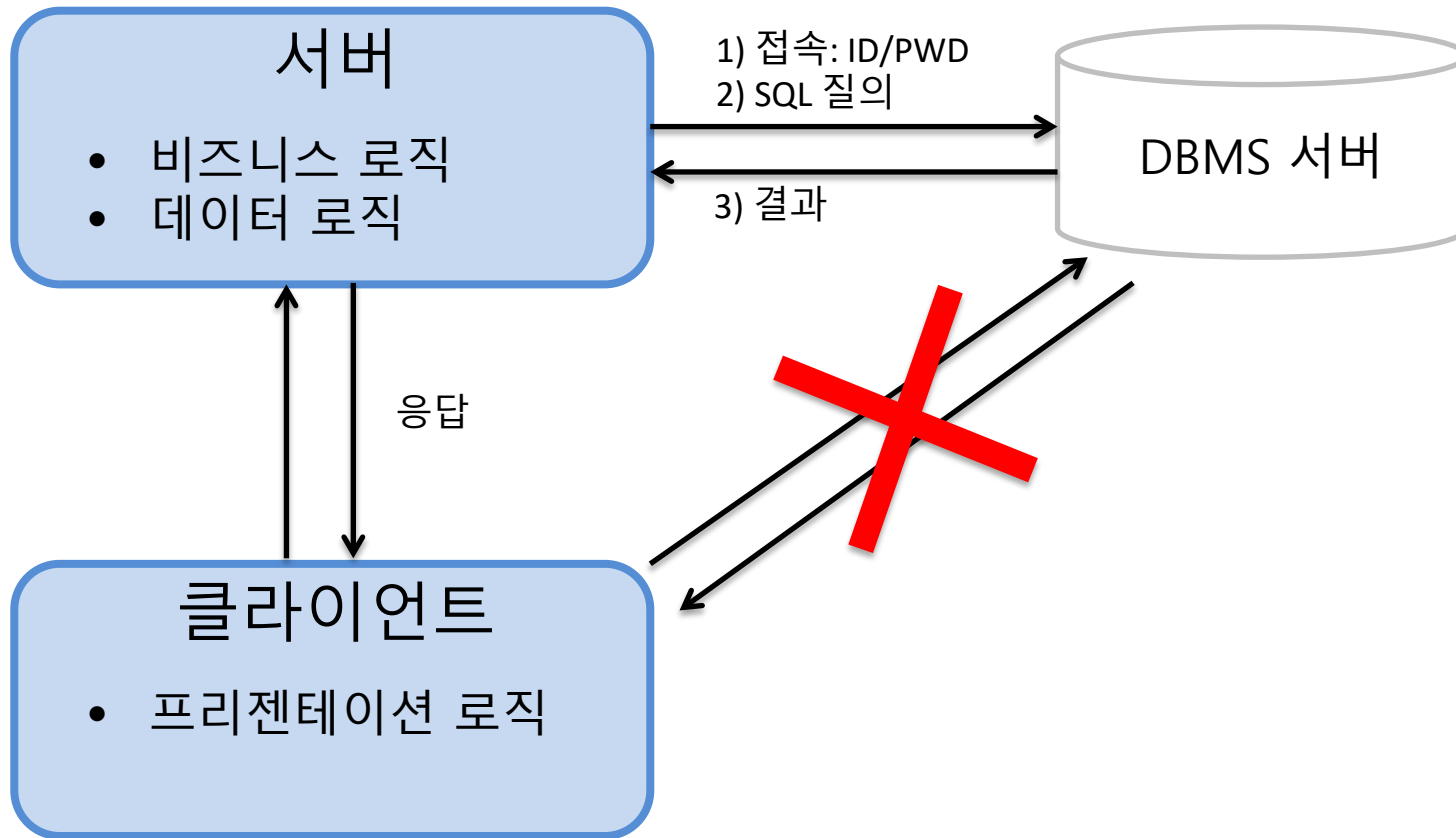 서버
• 비즈니스 로직
• 데이터 로직
1) 접속: ID/PWD
2) SQL 질의
3) 결과
DBMS 서버
응답
클라이언트
• 프리젠테이션 로직